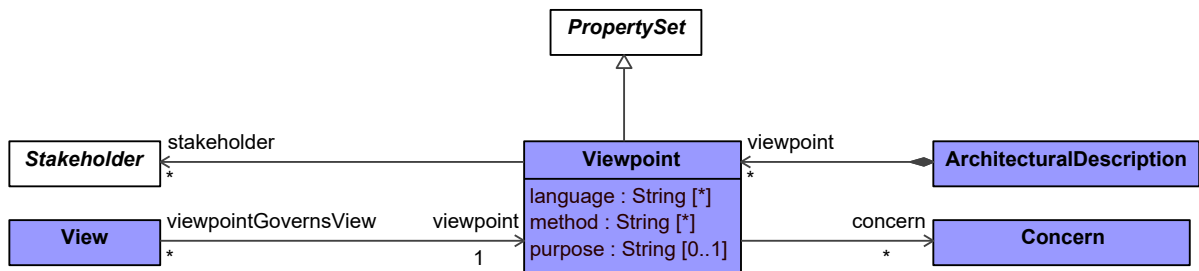 PropertySet
stakeholder
viewpoint
Stakeholder
*
Viewpoint
*
ArchitecturalDescription
language : String [*]
method : String [*]
purpose : String [0..1]
viewpointGovernsView
viewpoint
concern
View
*
1
*
Concern